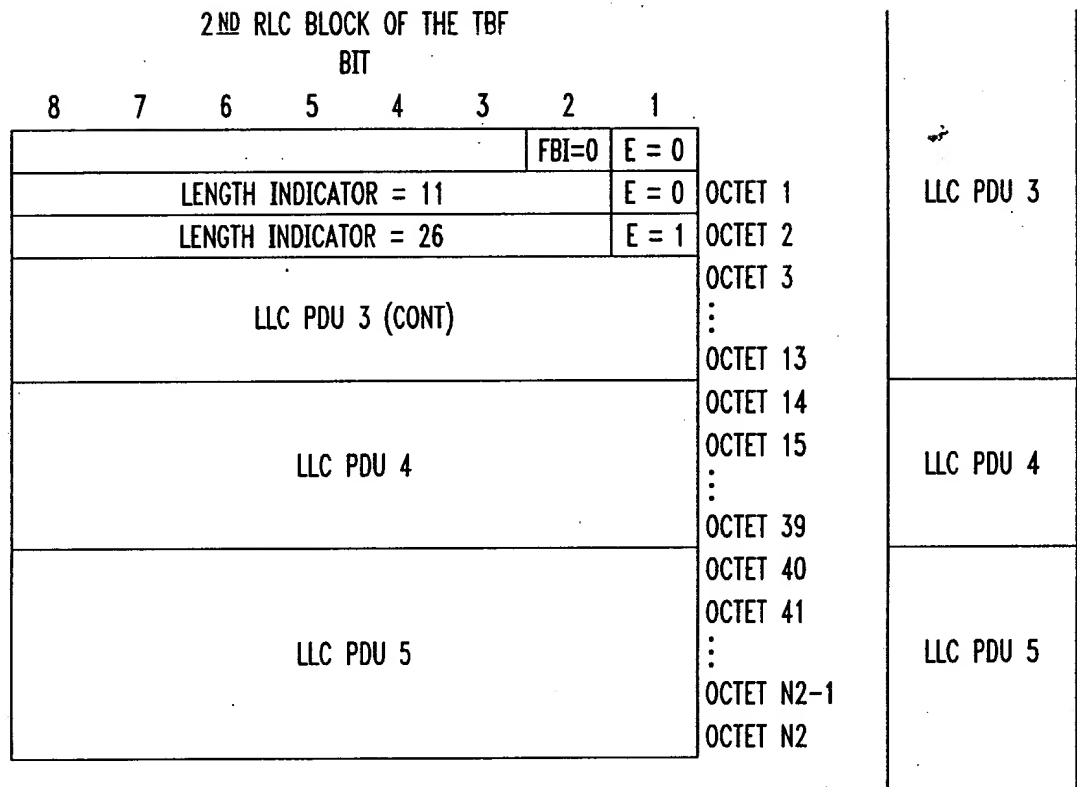 2ND RLC BLOCK OF THE TBF
BIT
8 7 6 5 4 3 2 1
FBI=0 E = 0
LENGTH INDICATOR = 11 E = 0 OCTET 1 LLC PDU 3
LENGTH INDICATOR = 26 E = 1 OCTET 2
OCTET 3
LLC PDU 3 (CONT)
OCTET 13
OCTET 14
OCTET 15
LLC PDU 4 LLC PDU 4
OCTET 39
OCTET 40
OCTET 41
LLC PDU 5 LLC PDU 5
OCTET N2-1
OCTET N2